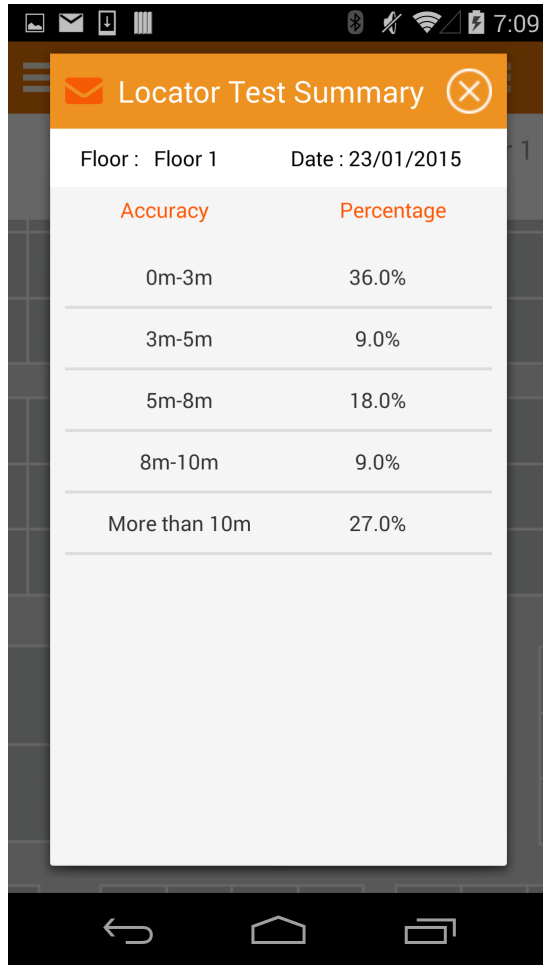 7:09
Locator Test Summary
Floor : Floor 1 Date : 23/01/2015
1
Accuracy Percentage
0m-3m 36.0%
3m-5m 9.0%
5m-8m 18.0%
8m-10m 9.0%
More than 10m 27.0%